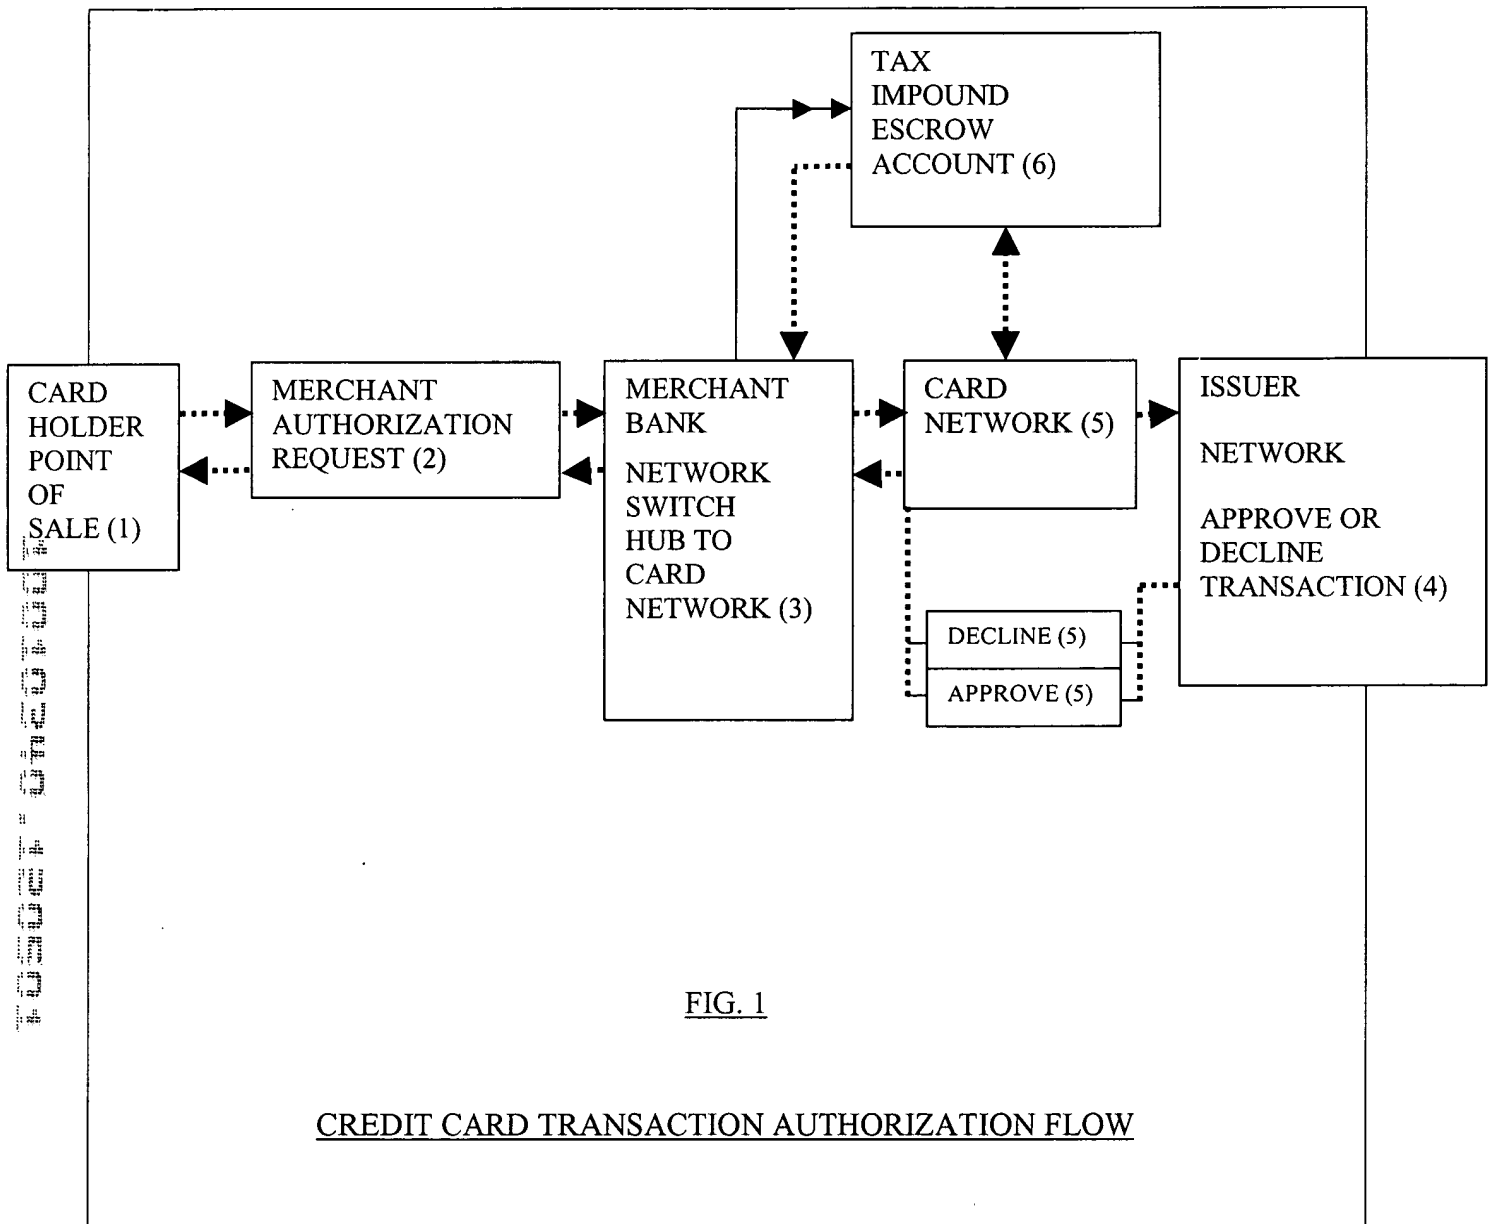 TAX
IMPOUND
ESCROW
ACCOUNT (6)
CARD
HOLDER
POINT
OF
SALE (1)
MERCHANT
AUTHORIZATION
REQUEST (2)
MERCHANT
BANK
NETWORK
SWITCH
HUB TO
CARD
NETWORK (3)
CARD
NETWORK (5)
ISSUER
NETWORK
APPROVE OR
DECLINE
TRANSACTION (4)
DECLINE (5)
APPROVE (5)
FIG. 1
CREDIT CARD TRANSACTION AUTHORIZATION FLOW